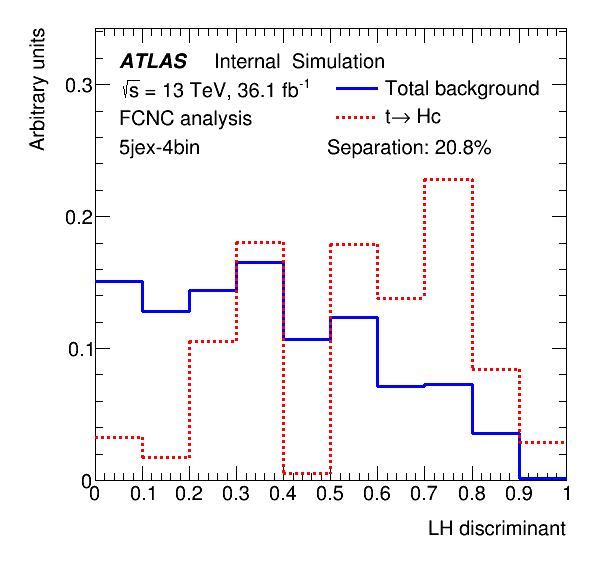 Arbitrary units
ATLAS Internal Simulation
√s = 13 TeV, 36.1 fb⁻¹
FCNC analysis
5jex-4bin
Total background
t→ Hc
Separation: 20.8%
0.3
0.2
0.1
0
0 0.1 0.2 0.3 0.4 0.5 0.6 0.7 0.8 0.9 1
LH discriminant